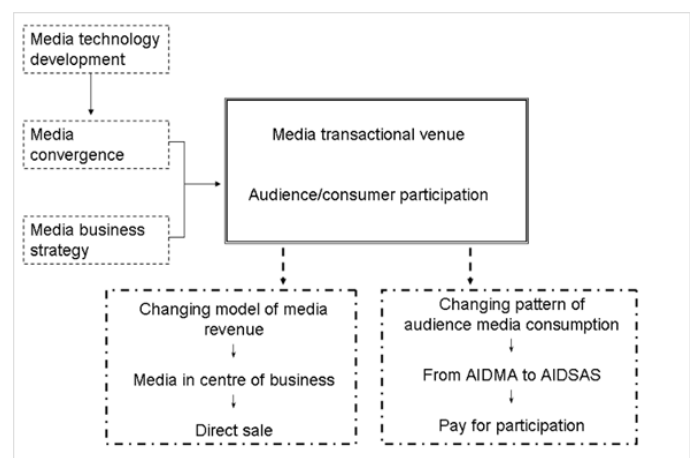 Media technology
development
Media
convergence
Media business
strategy
Media transactional venue
Audience/consumer participation
Changing model of media
revenue
Media in centre of business
Direct sale
Changing pattern of
audience media consumption
From AIDMA to AIDSAS
Pay for participation